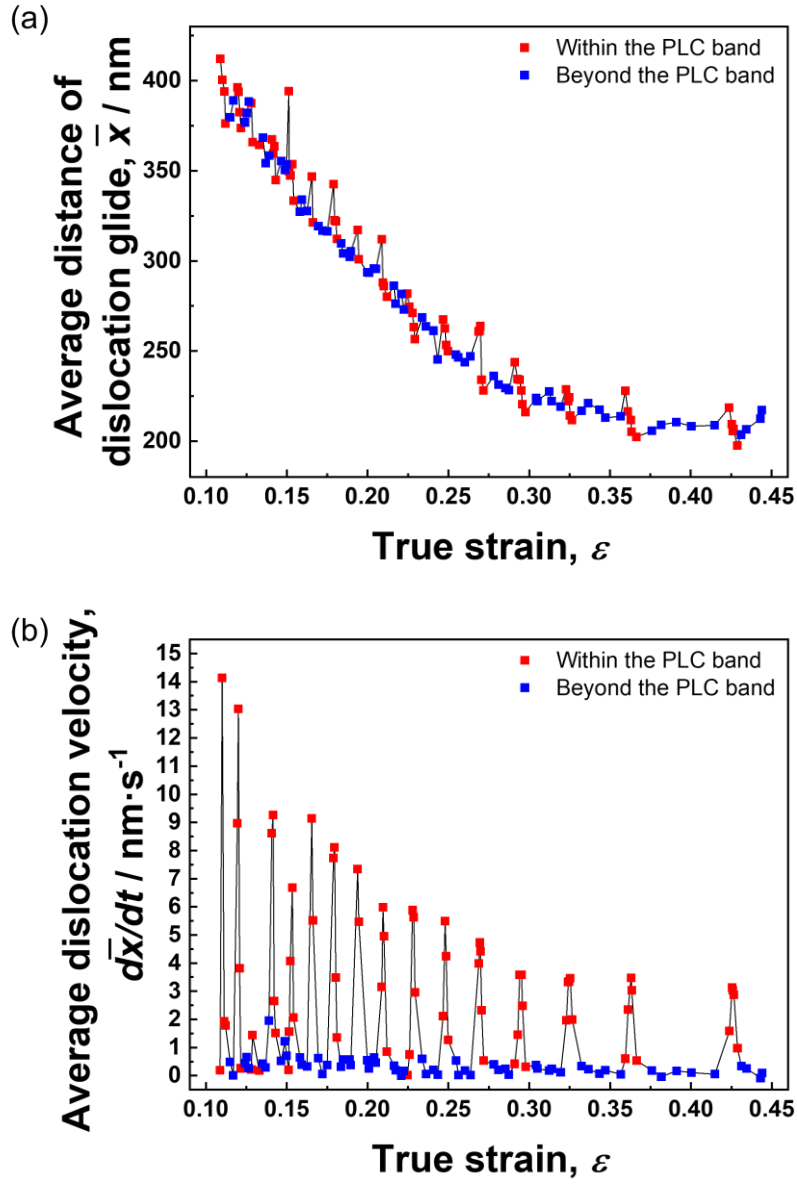 (a)
Average distance of
dislocation glide, x̅ / nm
400
350
300
250
200
Within the PLC band
Beyond the PLC band
0.10 0.15 0.20 0.25 0.30 0.35 0.40 0.45
True strain, ε
(b)
Average dislocation velocity,
dx̅/dt / nm·s⁻¹
15
14
13
12
11
10
9
8
7
6
5
4
3
2
1
0
Within the PLC band
Beyond the PLC band
0.10 0.15 0.20 0.25 0.30 0.35 0.40 0.45
True strain, ε